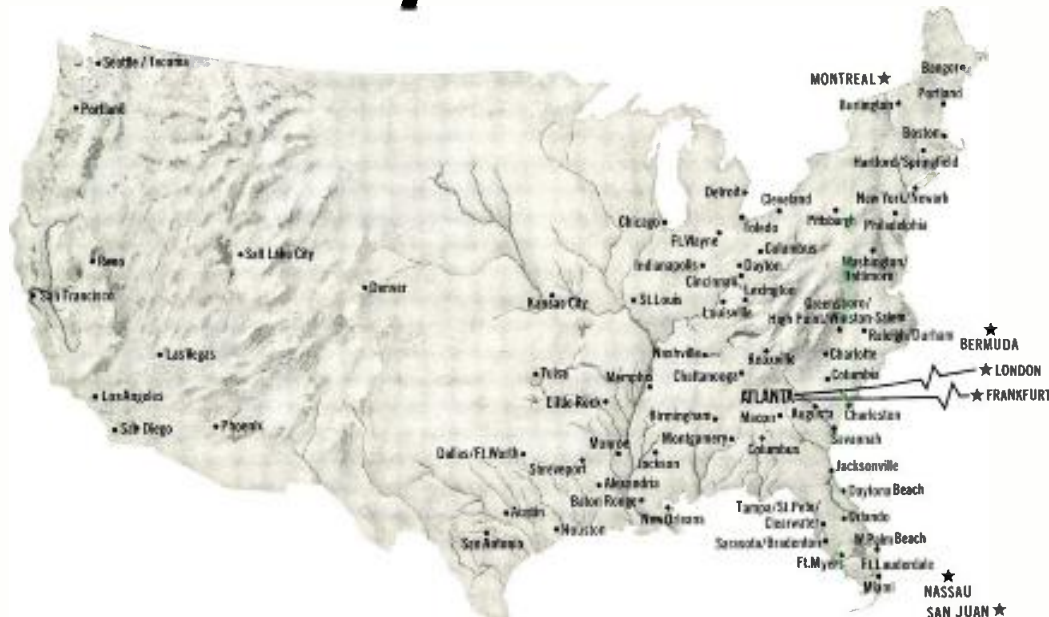 Seattle / Tacoma
Portland
MONTREAL
Bangor
Portland
Burlington
Boston
Hartford/Springfield
Detroit
Cleveland
New York/Newark
Chicago
Toledo
Pittsburgh
Philadelphia
Ft.Wayne
Reno
Salt Lake City
Columbus
Indianapolis
Dayton
Washington/
Baltimore
Cincinnati
Denver
San Francisco
Kansas City
St.Louis
Lexington
Louisville
Greensboro/
High Point/Winston-Salem
Raleigh/Durham
BERMUDA
Las Vegas
Nashville
Knoxville
Charlotte
Tulsa
Memphis
Chattanooga
Columbia
LONDON
Los Angeles
Little Rock
ATLANTA
FRANKFURT
San Diego
Phoenix
Birmingham
Macon
Augusta
Charleston
Monroe
Montgomery
Columbus
Savannah
Dallas/Ft.Worth
Shreveport
Jackson
Jacksonville
Alexandria
Daytona Beach
Baton Rouge
Austin
New Orleans
Tampa/St.Pete/
Clearwater
Orlando
Houston
San Antonio
Sarasota/Bradenton
W.Palm Beach
Ft.Myers
Ft.Lauderdale
Miami
NASSAU
SAN JUAN